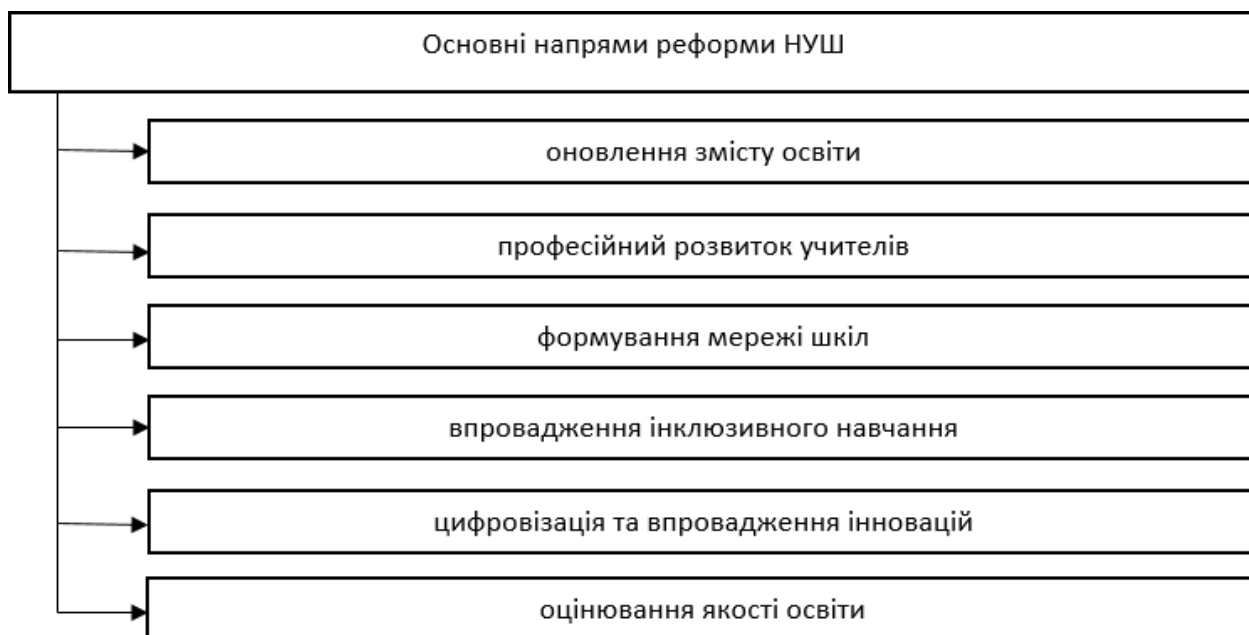 Основні напрями реформи НУШ
оновлення змісту освіти
професійний розвиток учителів
формування мережі шкіл
впровадження інклюзивного навчання
цифровізація та впровадження інновацій
оцінювання якості освіти